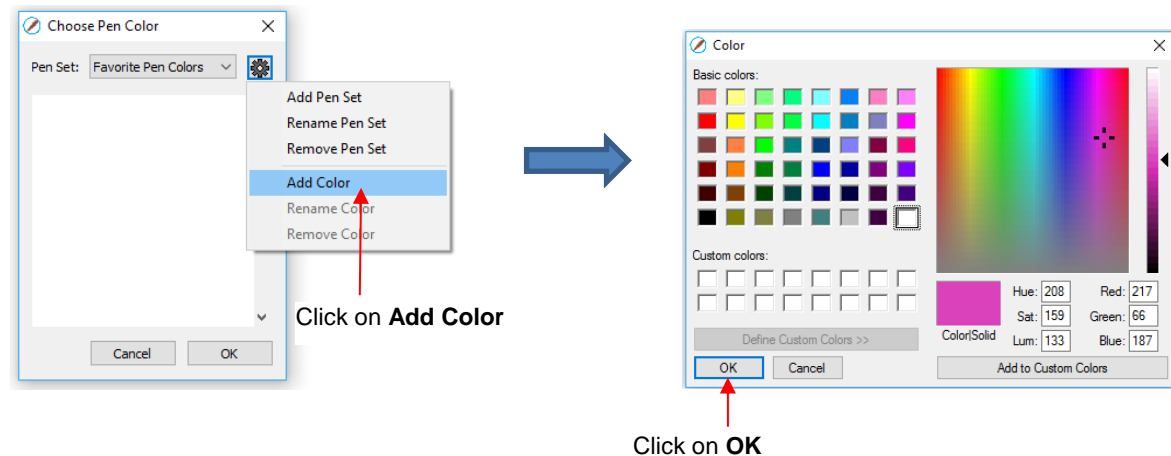 Choose Pen Color
Pen Set: Favorite Pen Colors
Add Pen Set
Rename Pen Set
Remove Pen Set
Add Color
Rename Color
Remove Color
Click on Add Color
Cancel OK
Color
Basic colors:
Custom colors:
Define Custom Colors >>
OK Cancel
Color|Solid
Hue: 208 Red: 217
Sat: 159 Green: 66
Lum: 133 Blue: 187
Add to Custom Colors
Click on OK